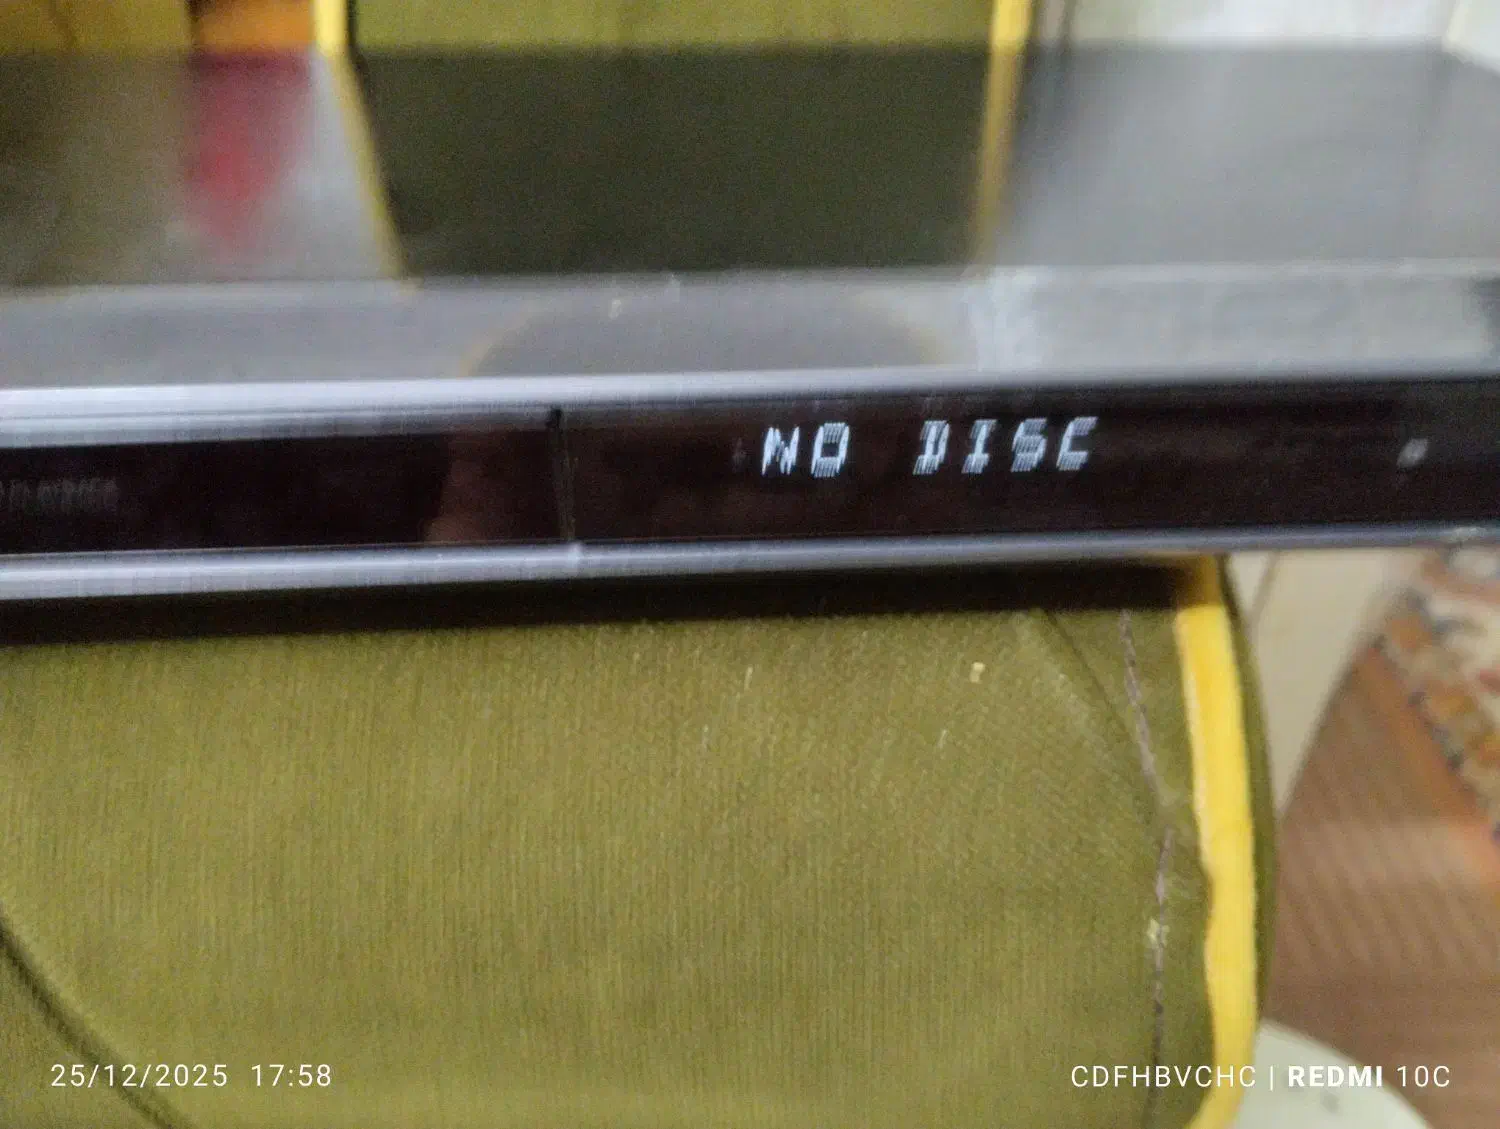 NO DISC
25/12/2025 17:58
CDFHBVCHC | REDMI 10C